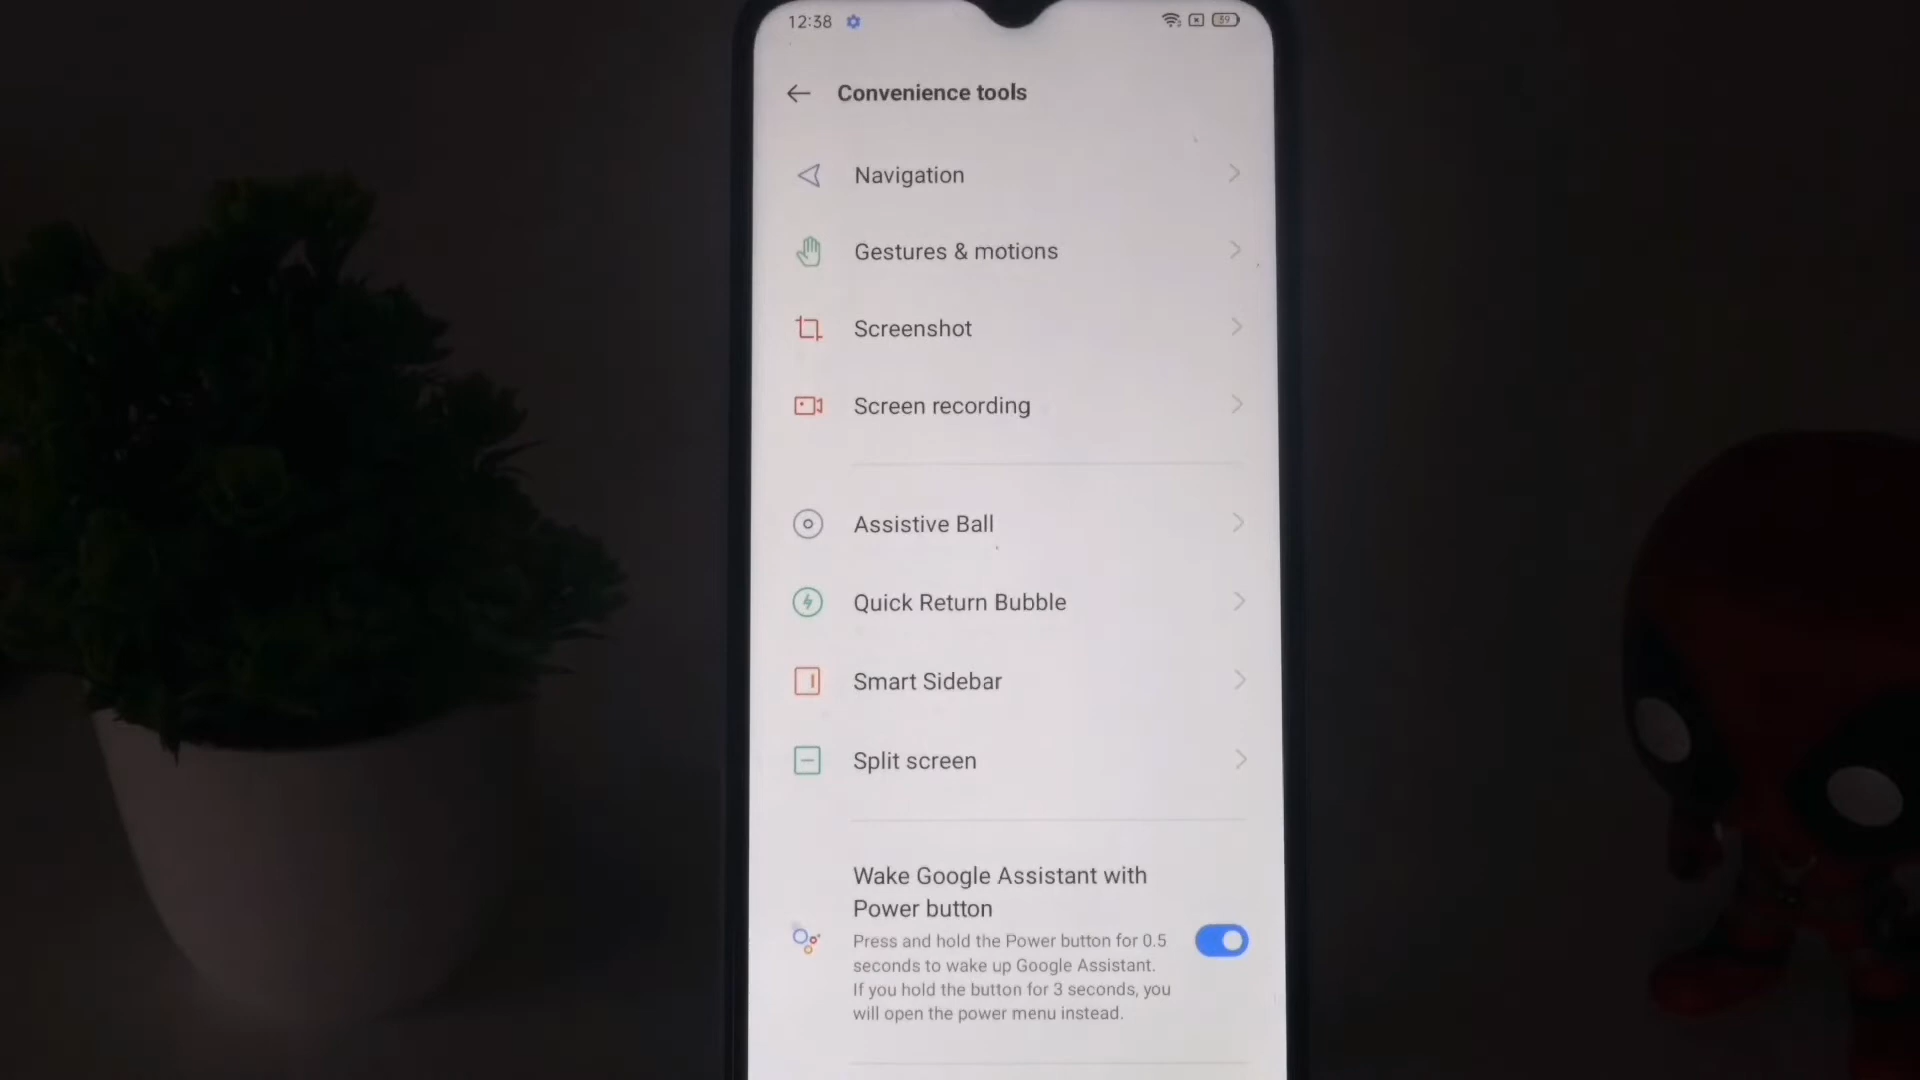 12:38
59
Convenience tools
Navigation
Gestures & motions
Screenshot
Screen recording
Assistive Ball
Quick Return Bubble
Smart Sidebar
Split screen
Wake Google Assistant with
Power button
Press and hold the Power button for 0.5
seconds to wake up Google Assistant.
If you hold the button for 3 seconds, you
will open the power menu instead.